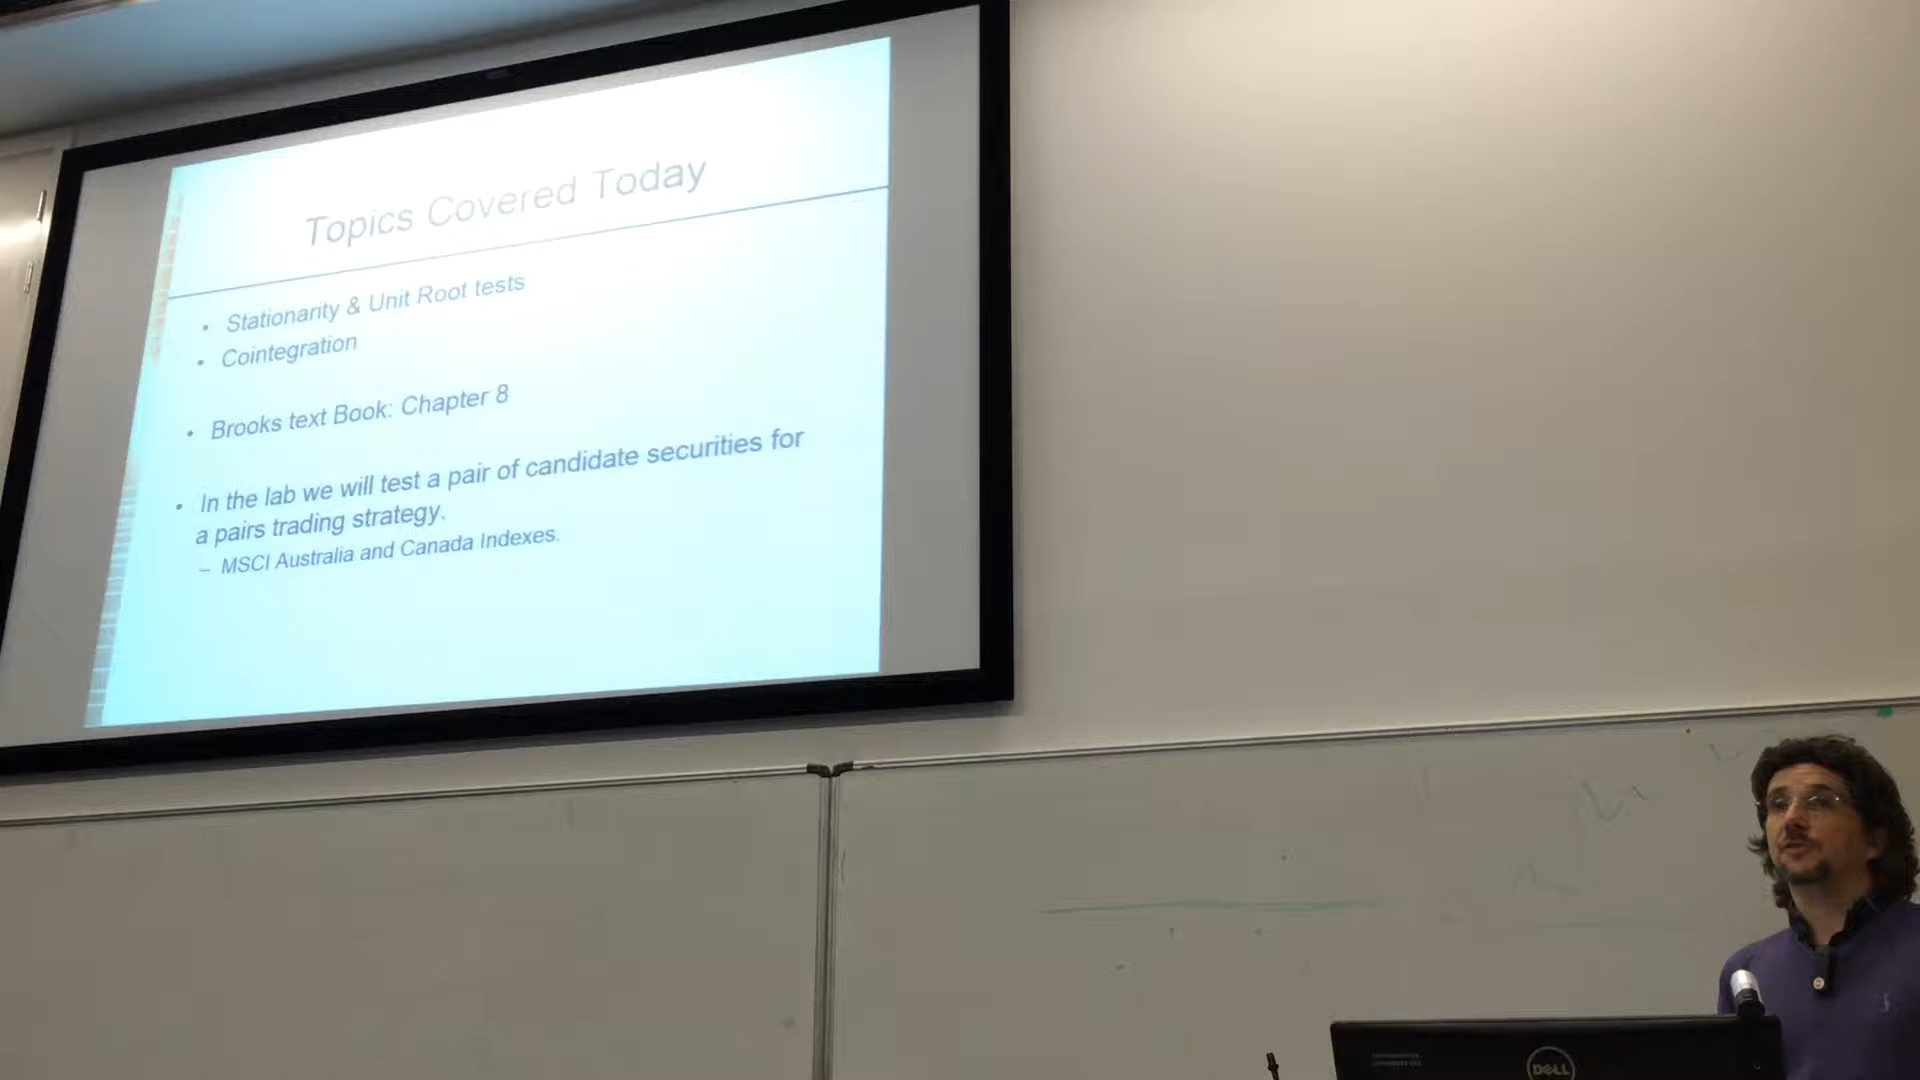 Topics Covered Today
• Stationarity & Unit Root tests
• Cointegration
• Brooks text Book: Chapter 8
• In the lab we will test a pair of candidate securities for
a pairs trading strategy.
– MSCI Australia and Canada Indexes.
DELL